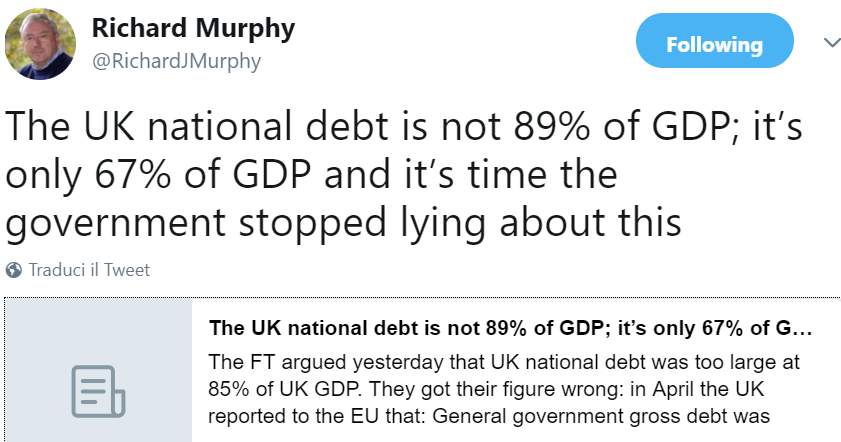 Richard Murphy
@RichardJMurphy
Following
The UK national debt is not 89% of GDP; it’s
only 67% of GDP and it’s time the
government stopped lying about this
Traduci il Tweet
The UK national debt is not 89% of GDP; it’s only 67% of G...
The FT argued yesterday that UK national debt was too large at
85% of UK GDP. They got their figure wrong: in April the UK
reported to the EU that: General government gross debt was